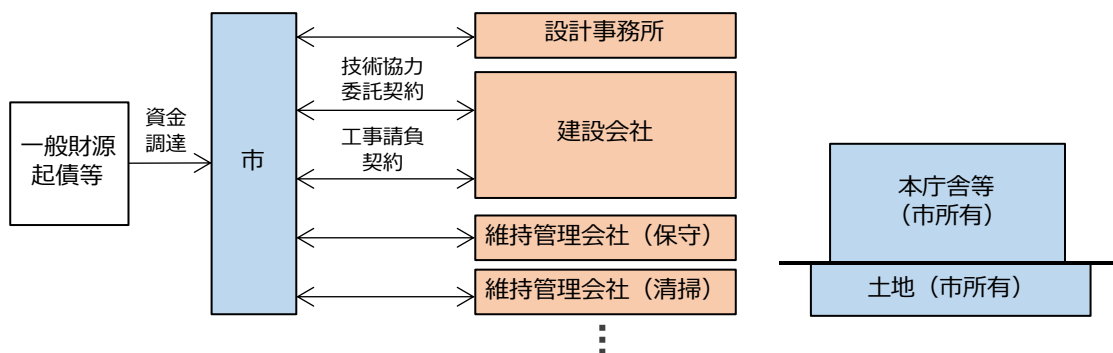 設計事務所
技術協力
委託契約
建設会社
工事請負
契約
一般財源
起債等
資金
調達
市
維持管理会社（保守）
維持管理会社（清掃）
本庁舎等
（市所有）
土地（市所有）